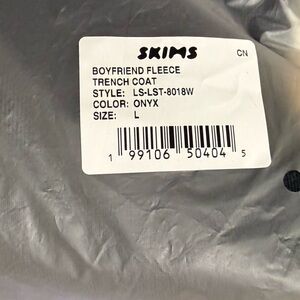 SKIMS
CN
BOYFRIEND FLEECE
TRENCH COAT
STYLE: LS-LST-8018W
COLOR: ONYX
SIZE: L
1 99106 50404 5